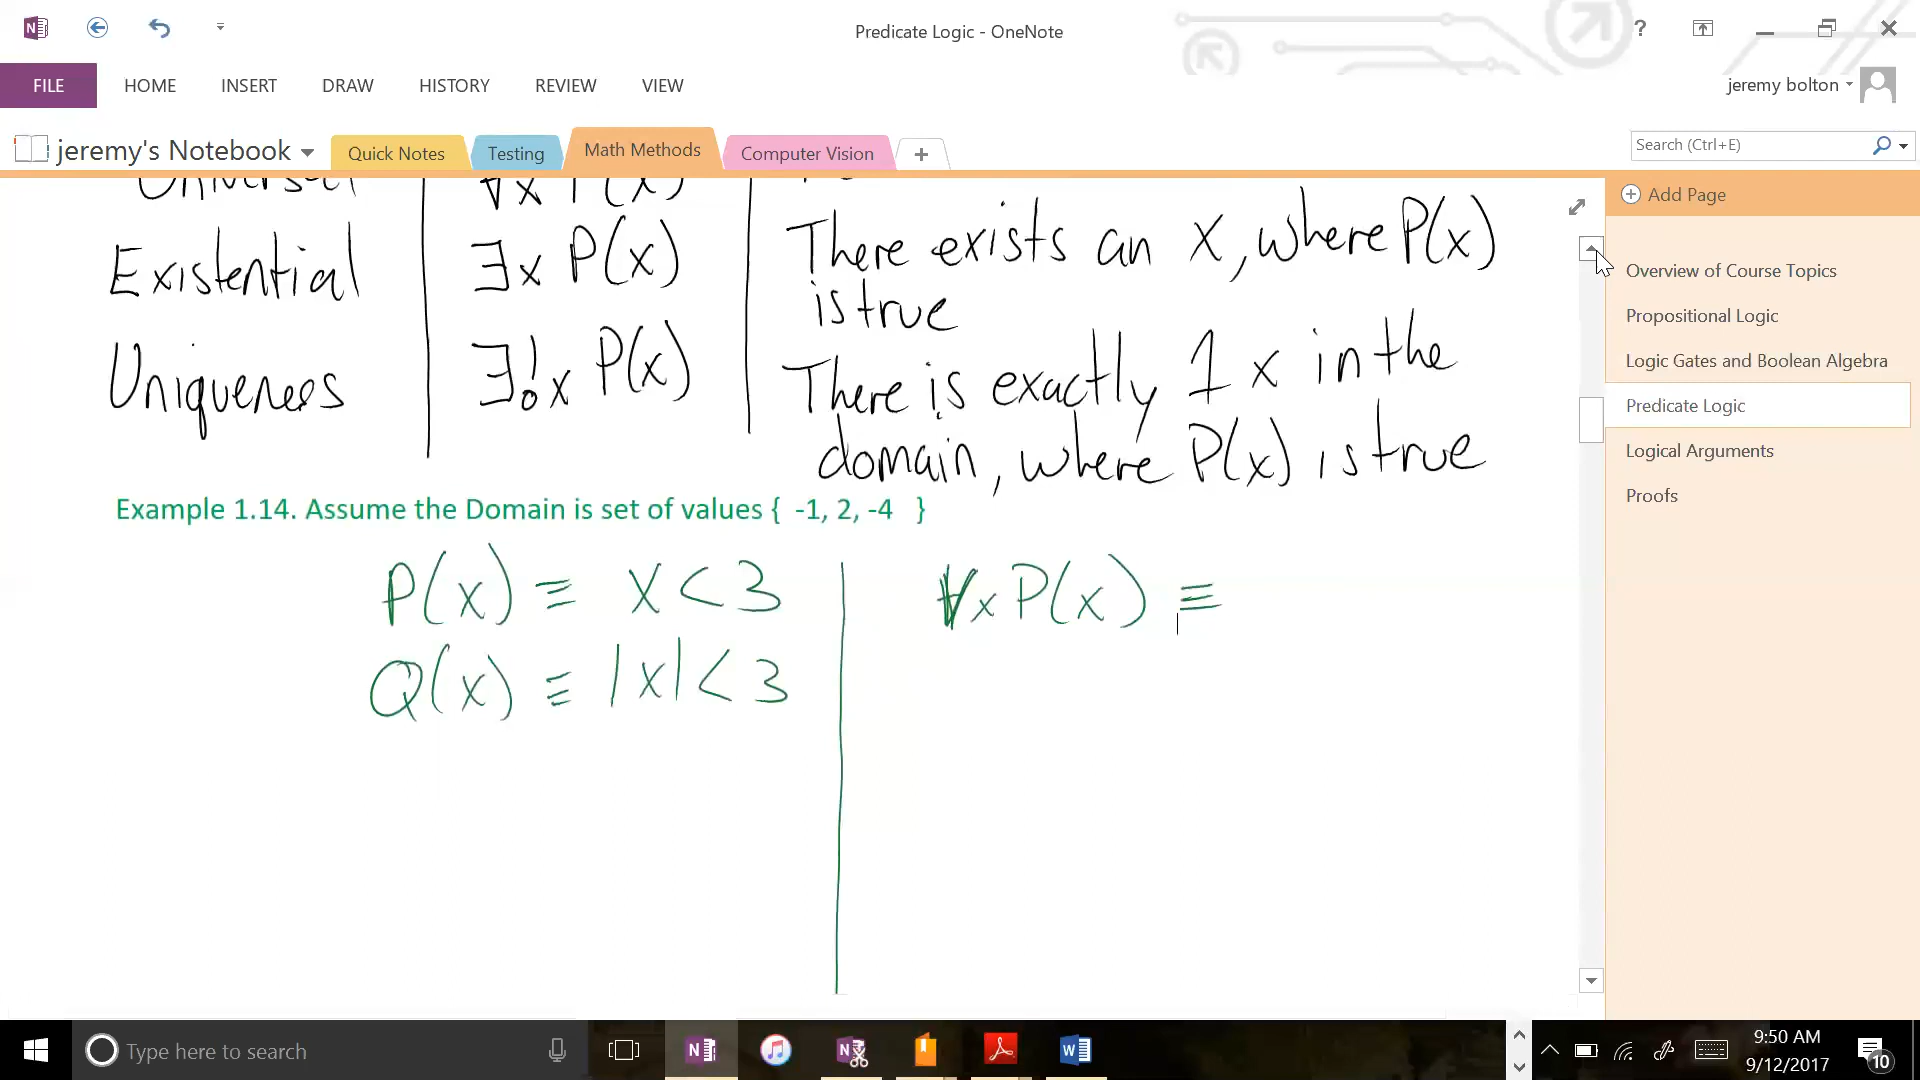 Predicate Logic - OneNote
?
FILE HOME INSERT DRAW HISTORY REVIEW VIEW
jeremy bolton
jeremy's Notebook Quick Notes Testing Math Methods Computer Vision +
Search (Ctrl+E)
Add Page
Overview of Course Topics
Propositional Logic
Logic Gates and Boolean Algebra
Predicate Logic
Logical Arguments
Proofs
Universal ∀x P(x)
Existential ∃x P(x) There exists an x, where P(x)
is true
Uniqueness ∃!x P(x) There is exactly 1 x in the
domain, where P(x) is true
Example 1.14. Assume the Domain is set of values { -1, 2, -4 }
P(x) ≡ x < 3 ∀x P(x) ≡
Q(x) ≡ |x| < 3
Type here to search
9:50 AM
9/12/2017
10